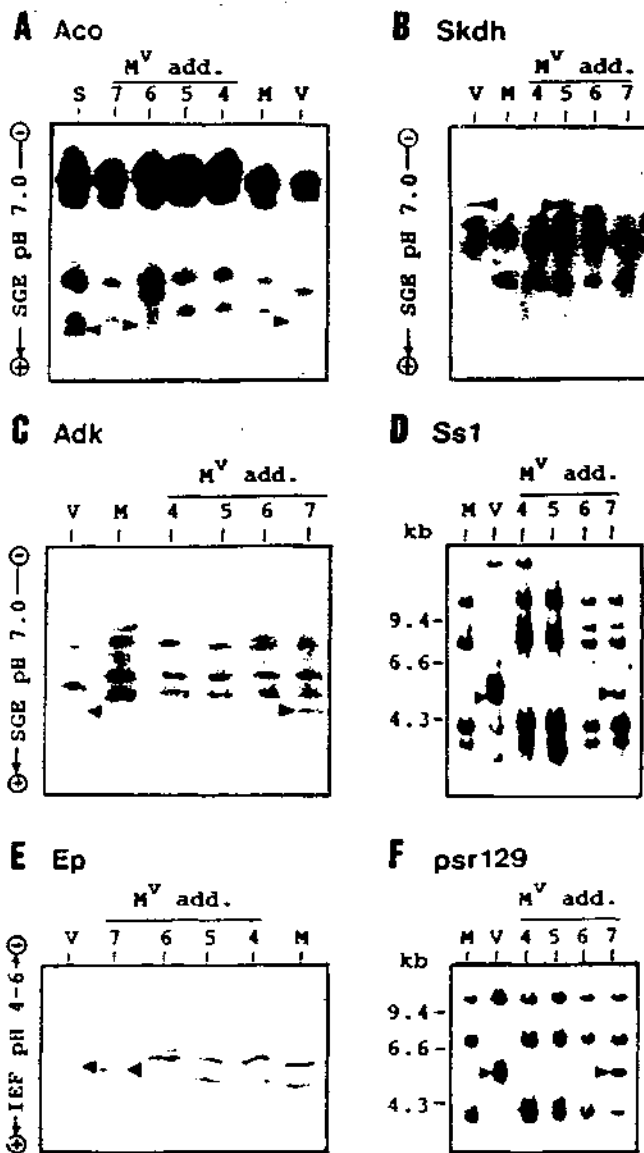 A Aco
M^V add.
S 7 6 5 4 M V
⊕←SGE pH 7.0—⊖
B Skdh
M^V add.
V M 4 5 6 7
⊕←SGE pH 7.0—⊖
C Adk
M^V add.
V M 4 5 6 7
⊕←SGE pH 7.0—⊖
D Ss1
M^V add.
M V 4 5 6 7
kb
9.4-
6.6-
4.3-
E Ep
M^V add.
V 7 6 5 4 M
⊕←IEF pH 4-6→⊖
F psr129
M^V add.
M V 4 5 6 7
kb
9.4-
6.6-
4.3-